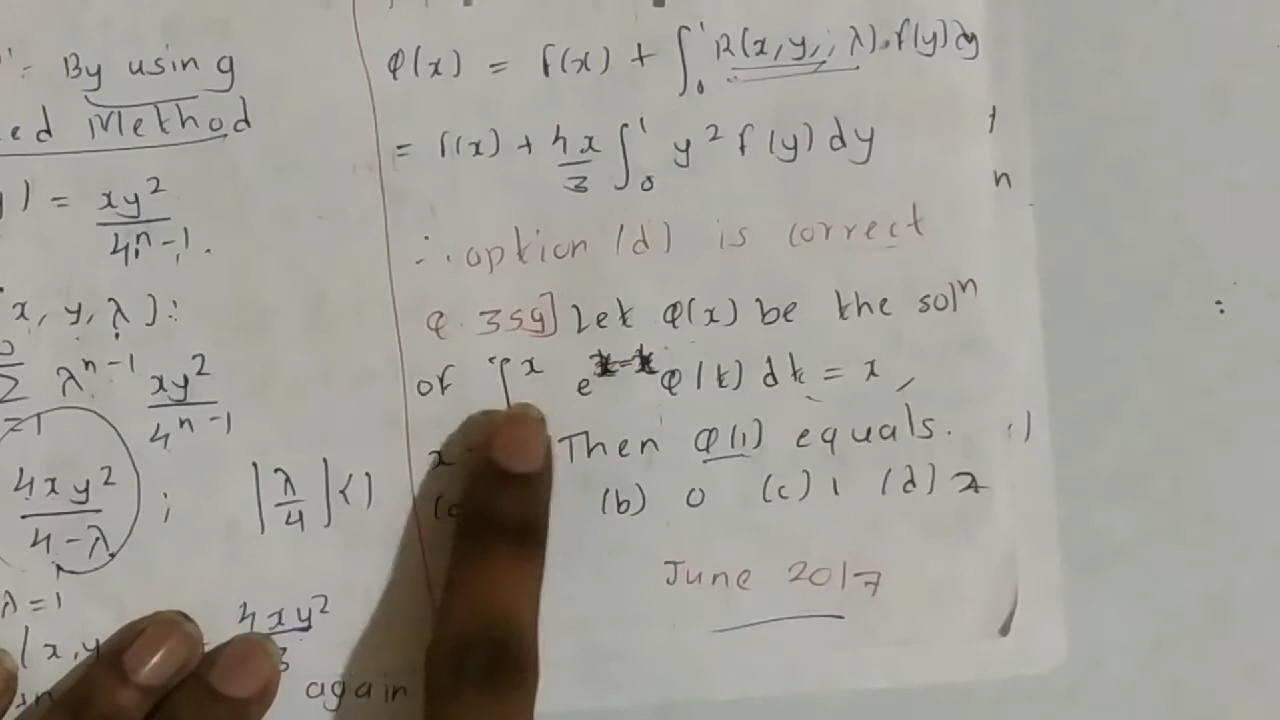 : By using
ed Method
) = xy²/4ⁿ⁻¹.
x, y, λ):
Σ λⁿ⁻¹ xy²/4ⁿ⁻¹
4xy²/4-λ ; |λ/4|<1
λ=1
(x,y 4xy²/3
again
φ(x) = f(x) + ∫₀¹ R(x,y,;λ).f(y)dy
= f(x) + 4x/3 ∫₀¹ y² f(y) dy
∴ option (d) is correct
Q.359] Let φ(x) be the solⁿ
of ∫ˣ e φ(t) dt = x,
x Then φ(1) equals.
(b) 0 (c) 1 (d) 2
June 2017